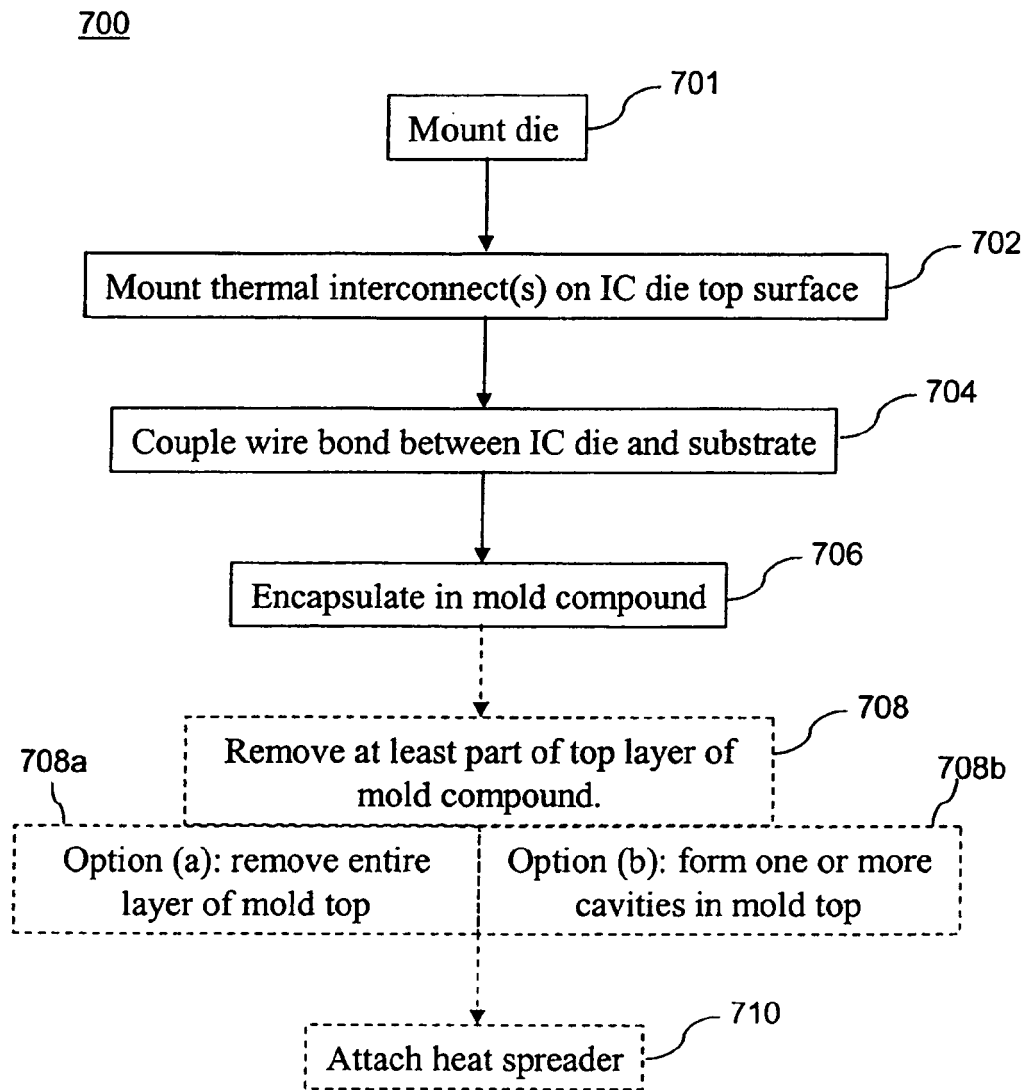 700
701
Mount die
702
Mount thermal interconnect(s) on IC die top surface
704
Couple wire bond between IC die and substrate
706
Encapsulate in mold compound
708
Remove at least part of top layer of
mold compound.
708a
708b
Option (a): remove entire
layer of mold top
Option (b): form one or more
cavities in mold top
710
Attach heat spreader